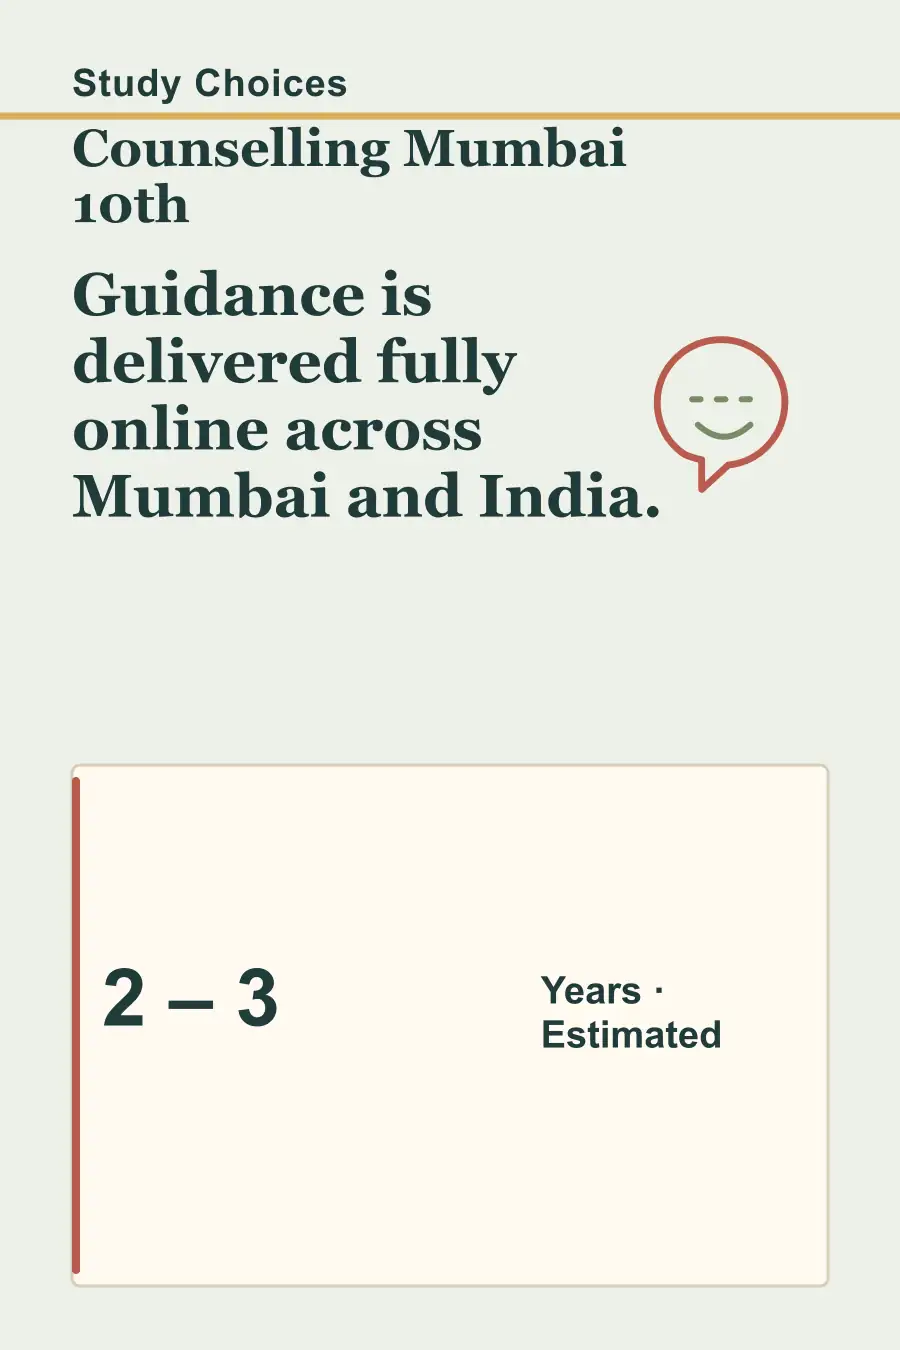 Study Choices
Counselling Mumbai
10th
Guidance is
delivered fully
online across
Mumbai and India.
2 – 3
Years ·
Estimated